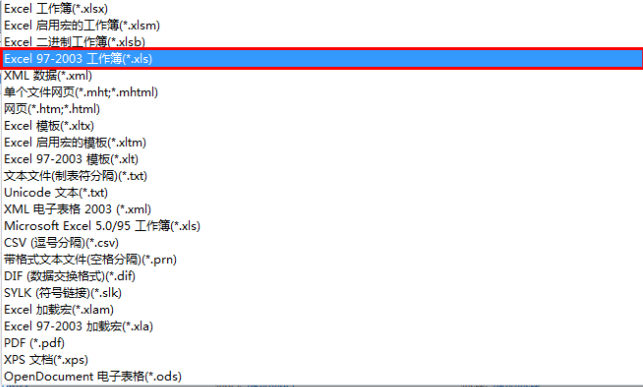 Excel 工作簿(*.xlsx)
Excel 启用宏的工作簿(*.xlsm)
Excel 二进制工作簿(*.xlsb)
Excel 97-2003 工作簿(*.xls)
XML 数据(*.xml)
单个文件网页(*.mht;*.mhtml)
网页(*.htm;*.html)
Excel 模板(*.xltx)
Excel 启用宏的模板(*.xltm)
Excel 97-2003 模板(*.xlt)
文本文件(制表符分隔)(*.txt)
Unicode 文本(*.txt)
XML 电子表格 2003 (*.xml)
Microsoft Excel 5.0/95 工作簿(*.xls)
CSV (逗号分隔)(*.csv)
带格式文本文件(空格分隔)(*.prn)
DIF (数据交换格式)(*.dif)
SYLK (符号链接)(*.slk)
Excel 加载宏(*.xlam)
Excel 97-2003 加载宏(*.xla)
PDF (*.pdf)
XPS 文档(*.xps)
OpenDocument 电子表格(*.ods)